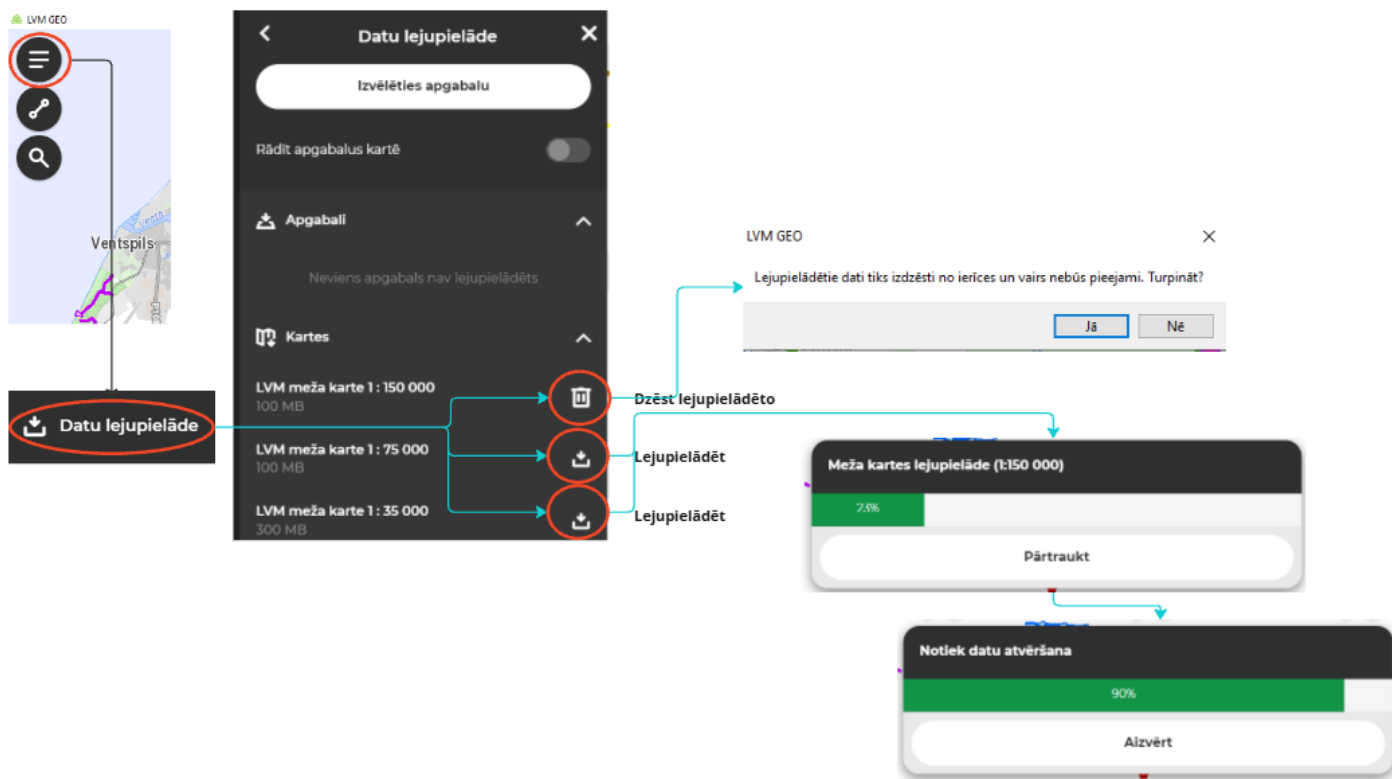 LVM GEO
Venta
Ventspils
Datu lejupielāde
Datu lejupielāde
Izvēlēties apgabalu
Rādīt apgabalus kartē
Apgabali
Neviens apgabals nav lejupielādēts
Kartes
LVM meža karte 1 : 150 000
100 MB
LVM meža karte 1 : 75 000
100 MB
LVM meža karte 1 : 35 000
300 MB
Dzēst lejupielādēto
Lejupielādēt
Lejupielādēt
LVM GEO
Lejupielādētie dati tiks izdzēsti no ierīces un vairs nebūs pieejami. Turpināt?
Jā
Nē
Meža kartes lejupielāde (1:150 000)
23%
Pārtraukt
Notiek datu atvēršana
90%
Aizvērt